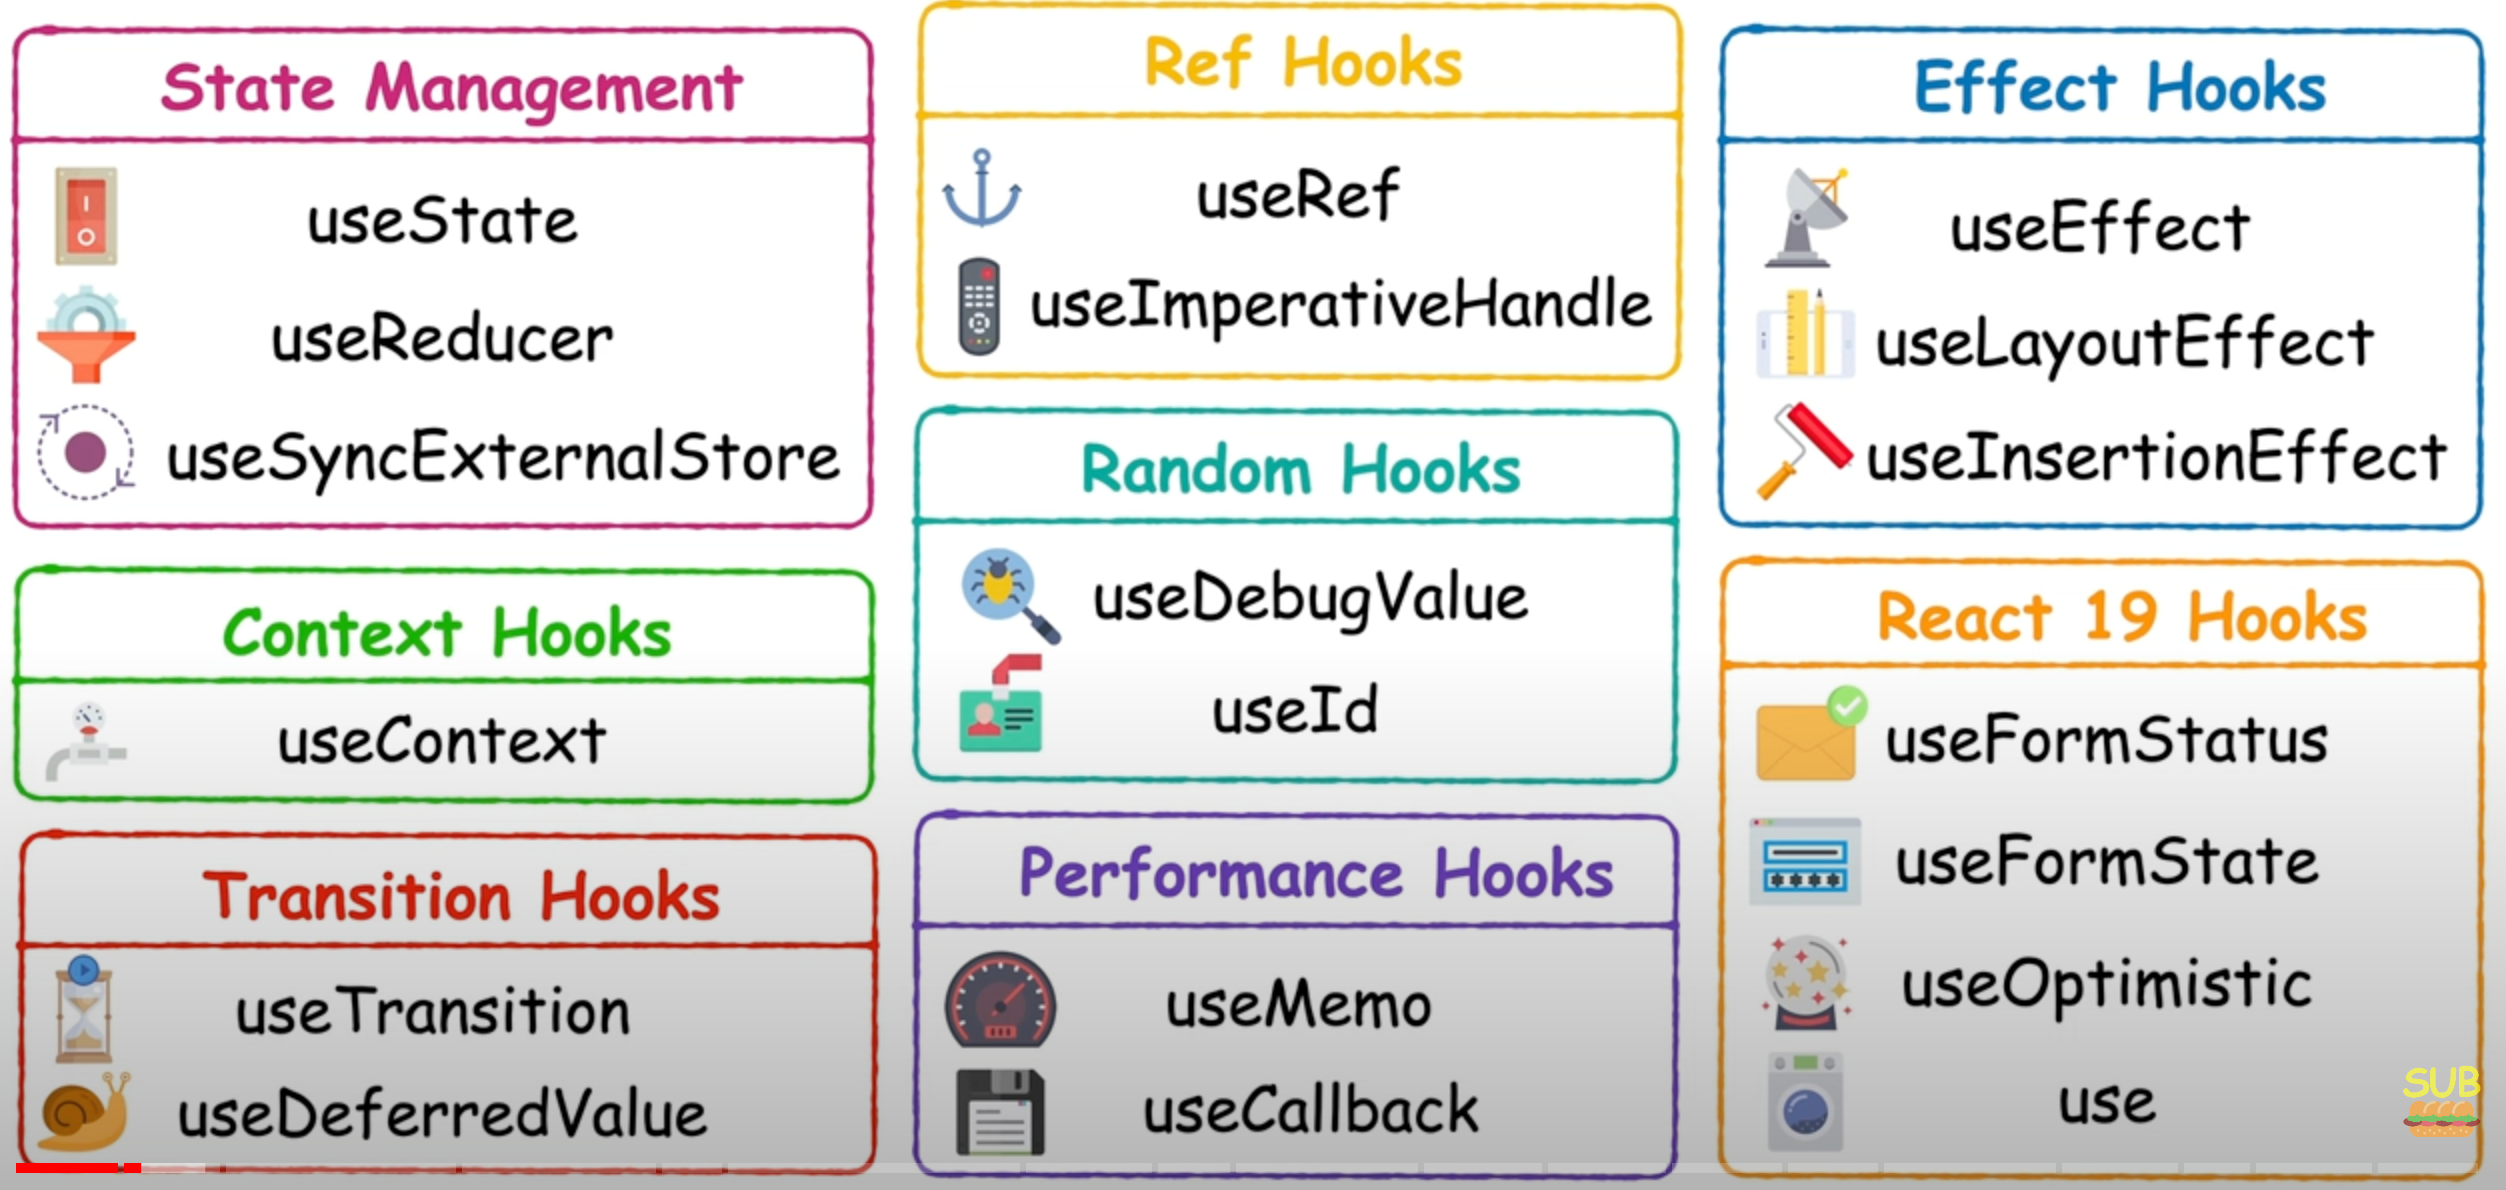 State Management
useState
useReducer
useSyncExternalStore
Context Hooks
useContext
Transition Hooks
useTransition
useDeferredValue
Ref Hooks
useRef
useImperativeHandle
Random Hooks
useDebugValue
useId
Performance Hooks
useMemo
useCallback
Effect Hooks
useEffect
useLayoutEffect
useInsertionEffect
React 19 Hooks
useFormStatus
useFormState
useOptimistic
use
SUB